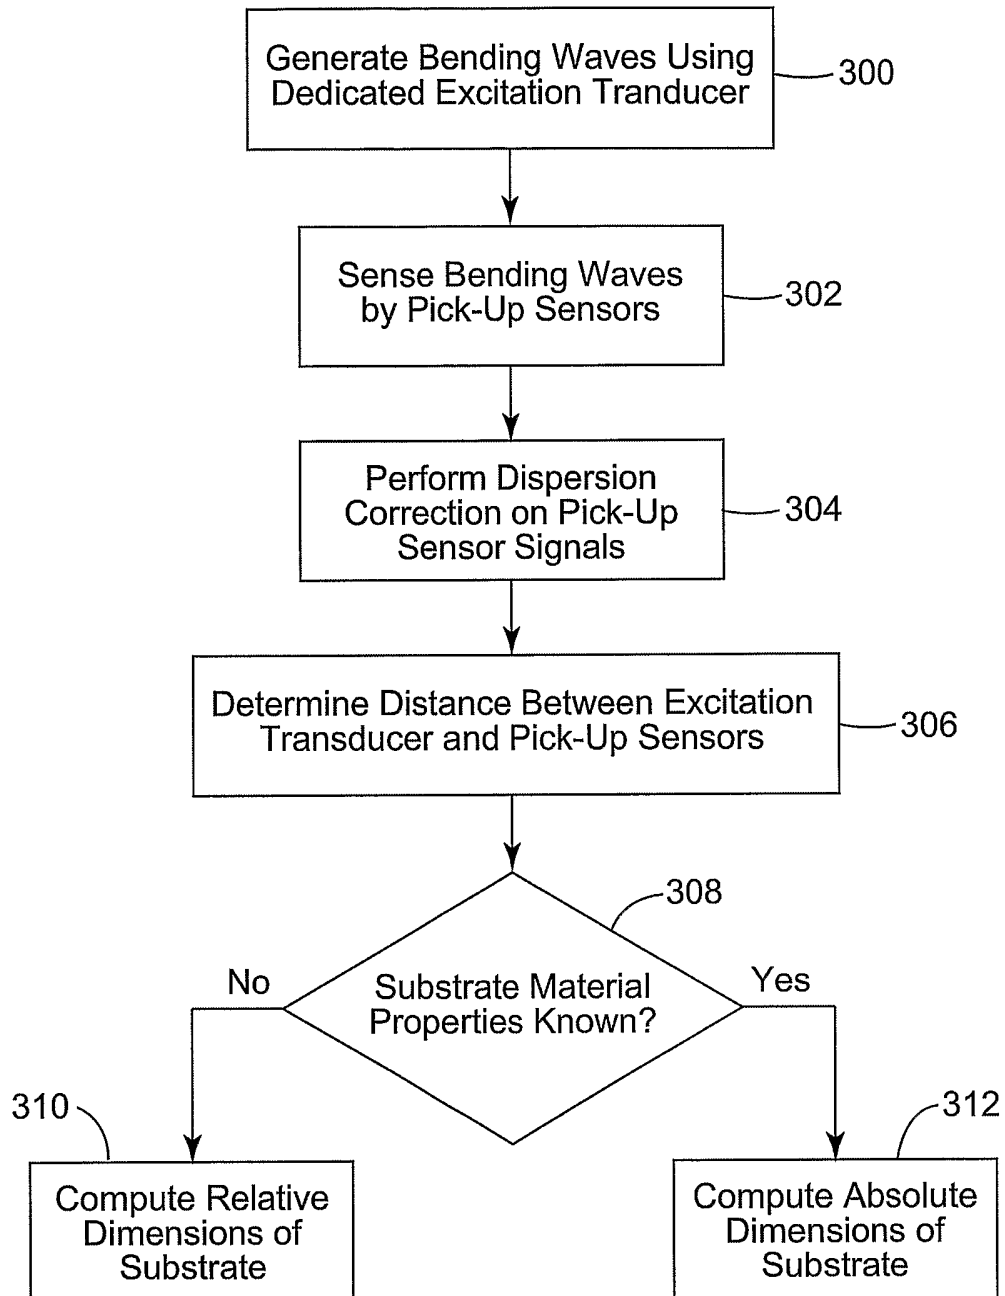 Generate Bending Waves Using
Dedicated Excitation Tranducer
300
Sense Bending Waves
by Pick-Up Sensors
302
Perform Dispersion
Correction on Pick-Up
Sensor Signals
304
Determine Distance Between Excitation
Transducer and Pick-Up Sensors
306
308
Substrate Material
Properties Known?
No
Yes
310
Compute Relative
Dimensions of
Substrate
312
Compute Absolute
Dimensions of
Substrate